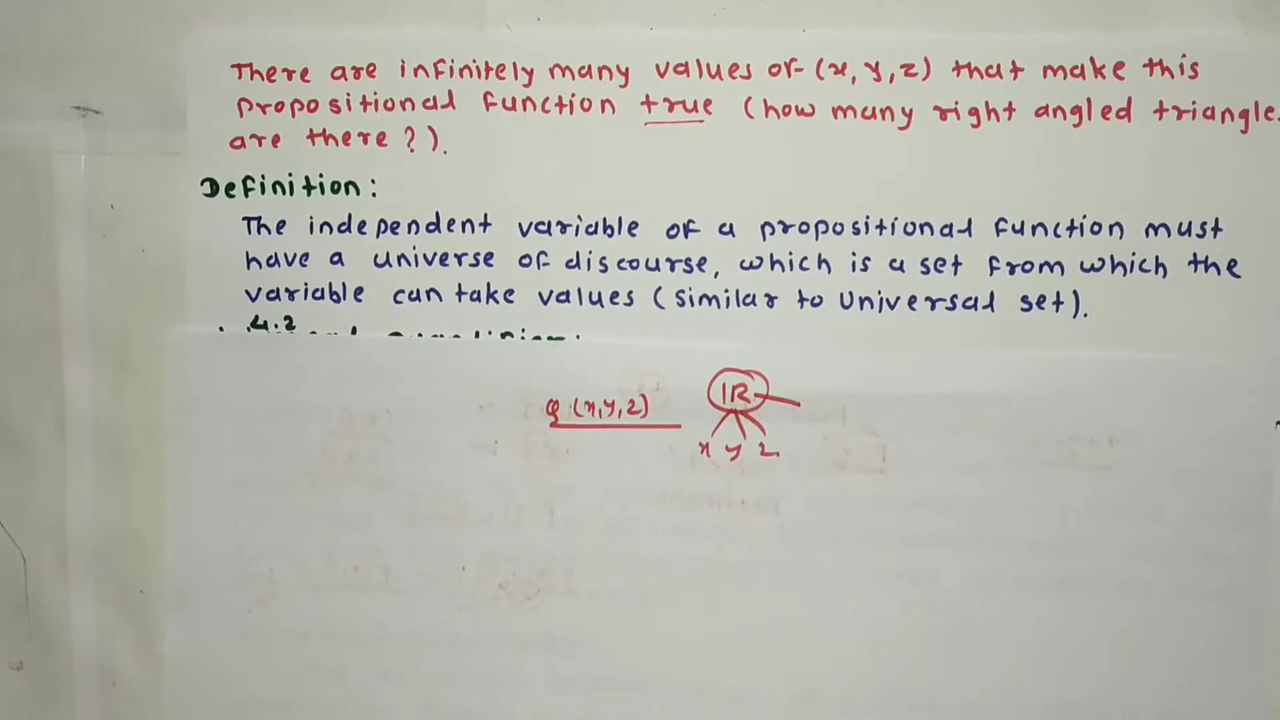 There are infinitely many values of (x, y, z) that make this
propositional function true (how many right angled triangle
are there?).
Definition:
The independent variable of a propositional function must
have a universe of discourse, which is a set from which the
variable can take values (similar to Universal set).
4.2
Q (x,y,z) IR
x y z